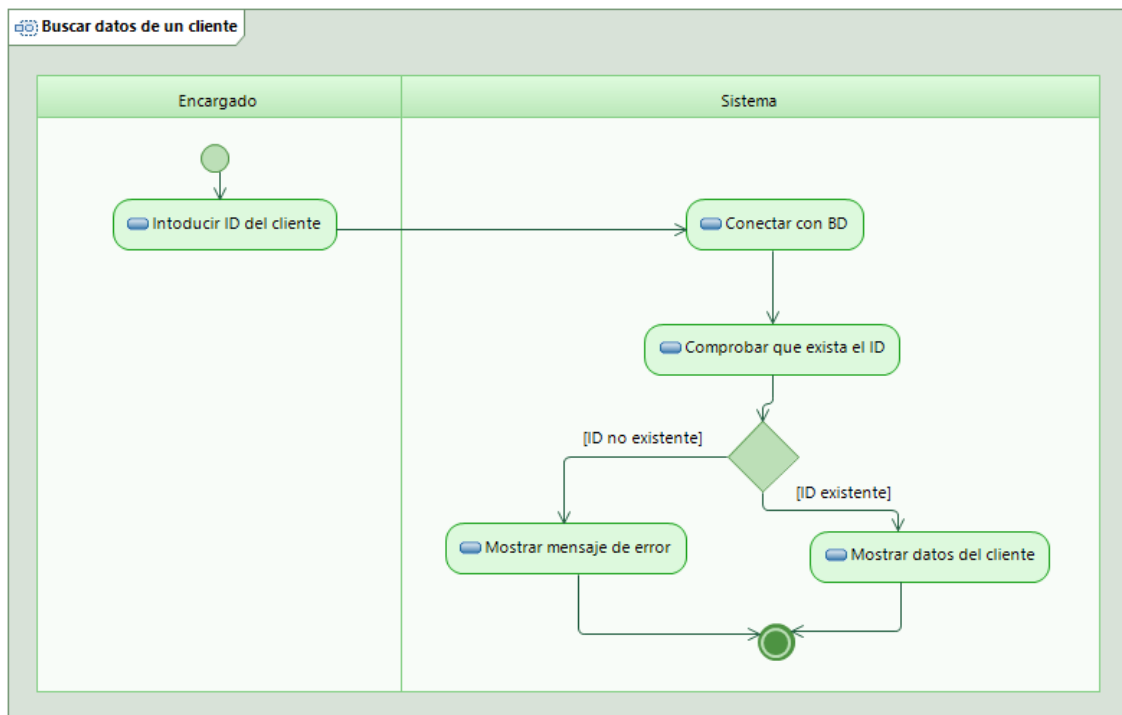 Buscar datos de un cliente
Encargado
Sistema
Intoducir ID del cliente
Conectar con BD
Comprobar que exista el ID
[ID no existente]
[ID existente]
Mostrar mensaje de error
Mostrar datos del cliente